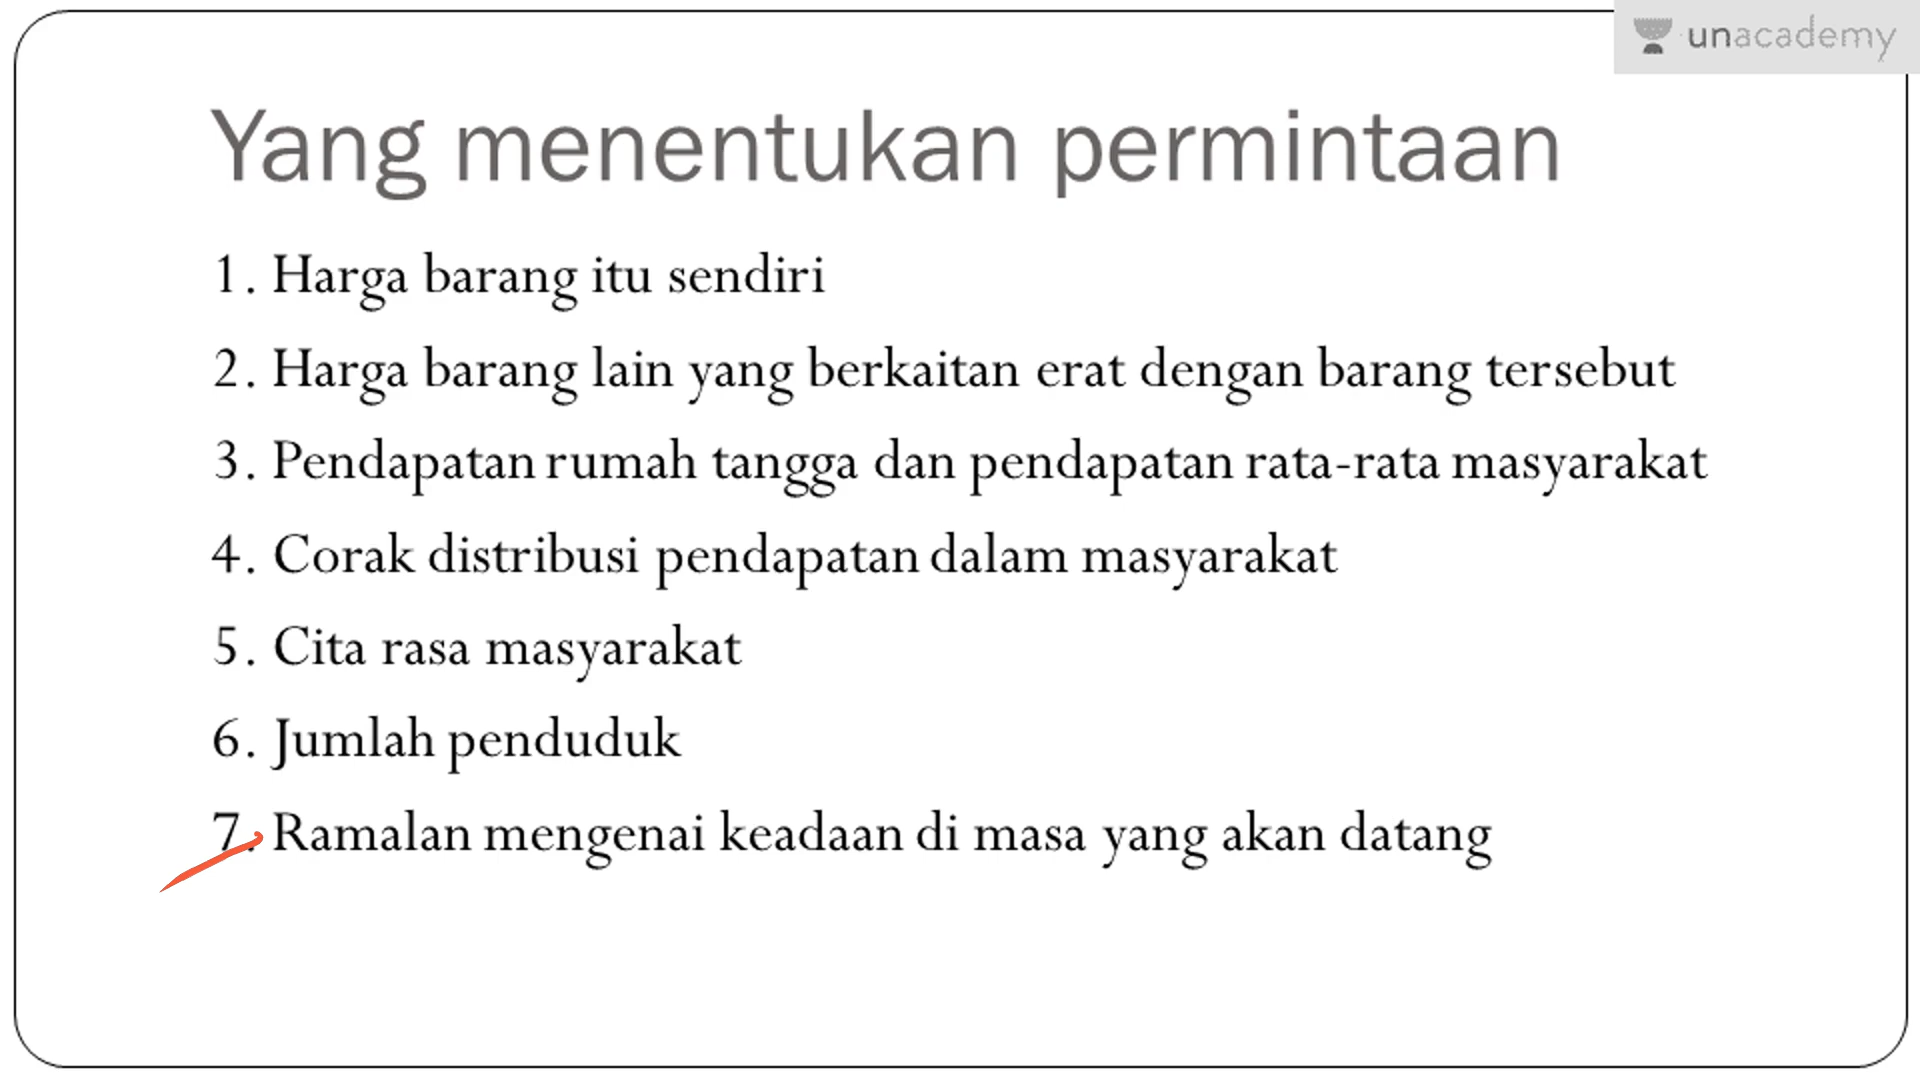 unacademy
Yang menentukan permintaan
1. Harga barang itu sendiri
2. Harga barang lain yang berkaitan erat dengan barang tersebut
3. Pendapatan rumah tangga dan pendapatan rata-rata masyarakat
4. Corak distribusi pendapatan dalam masyarakat
5. Cita rasa masyarakat
6. Jumlah penduduk
7. Ramalan mengenai keadaan di masa yang akan datang